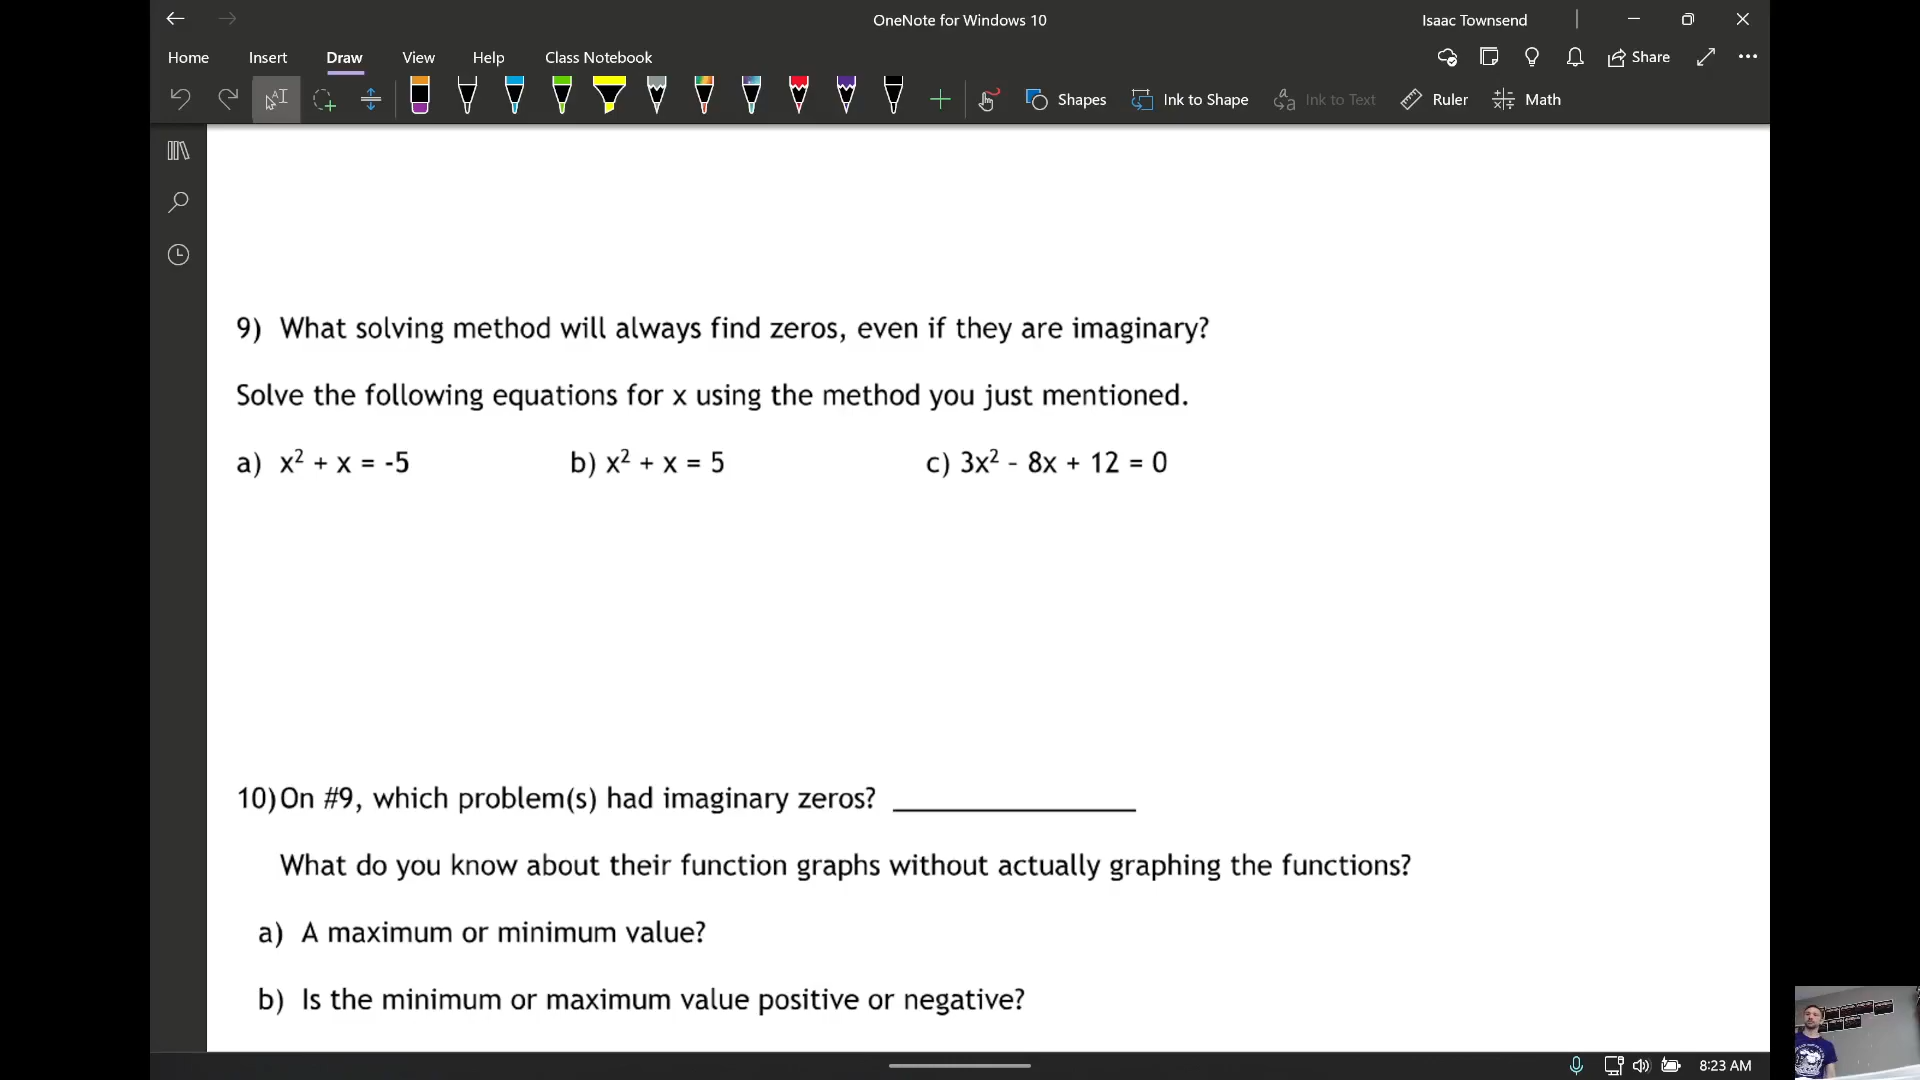 OneNote for Windows 10
Isaac Townsend
Home Insert Draw View Help Class Notebook
Share
Shapes Ink to Shape Ink to Text Ruler Math
9) What solving method will always find zeros, even if they are imaginary?
Solve the following equations for x using the method you just mentioned.
a) x² + x = -5 b) x² + x = 5 c) 3x² - 8x + 12 = 0
10) On #9, which problem(s) had imaginary zeros? ________________
What do you know about their function graphs without actually graphing the functions?
a) A maximum or minimum value?
b) Is the minimum or maximum value positive or negative?
8:23 AM